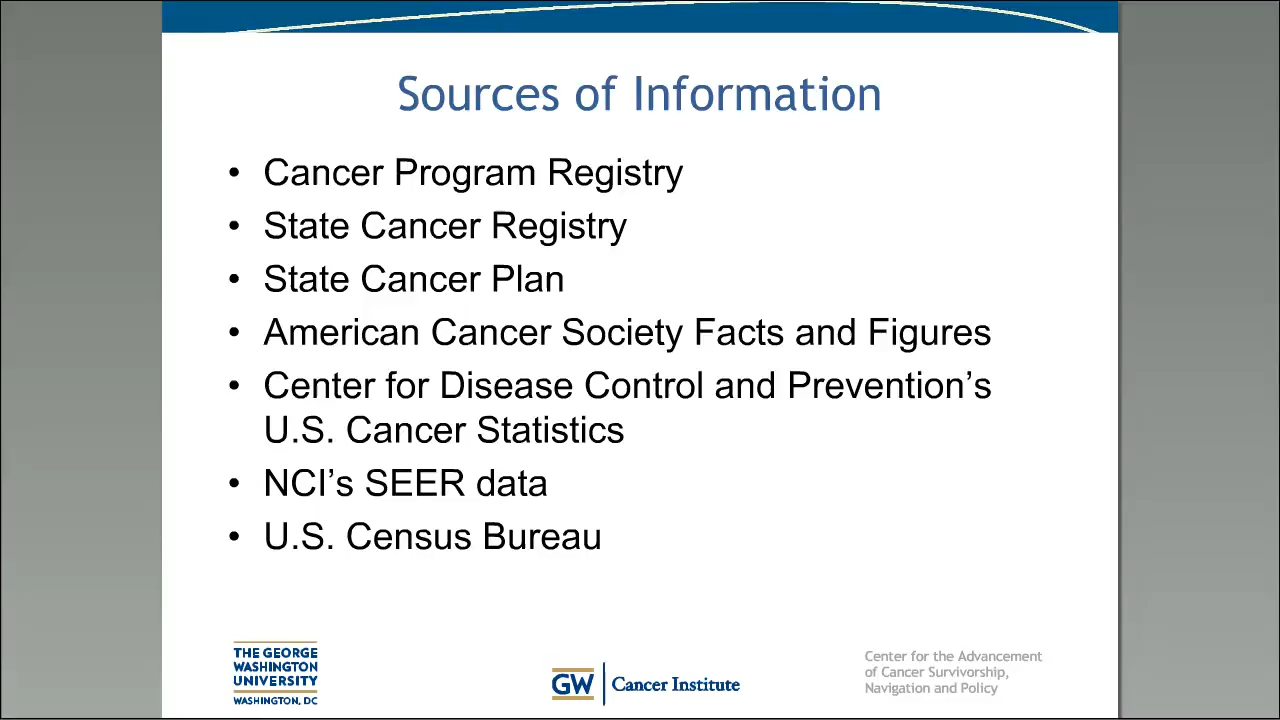 Sources of Information
• Cancer Program Registry
• State Cancer Registry
• State Cancer Plan
• American Cancer Society Facts and Figures
• Center for Disease Control and Prevention’s
U.S. Cancer Statistics
• NCI’s SEER data
• U.S. Census Bureau
THE GEORGE
WASHINGTON
UNIVERSITY
WASHINGTON, DC
GW Cancer Institute
Center for the Advancement
of Cancer Survivorship,
Navigation and Policy